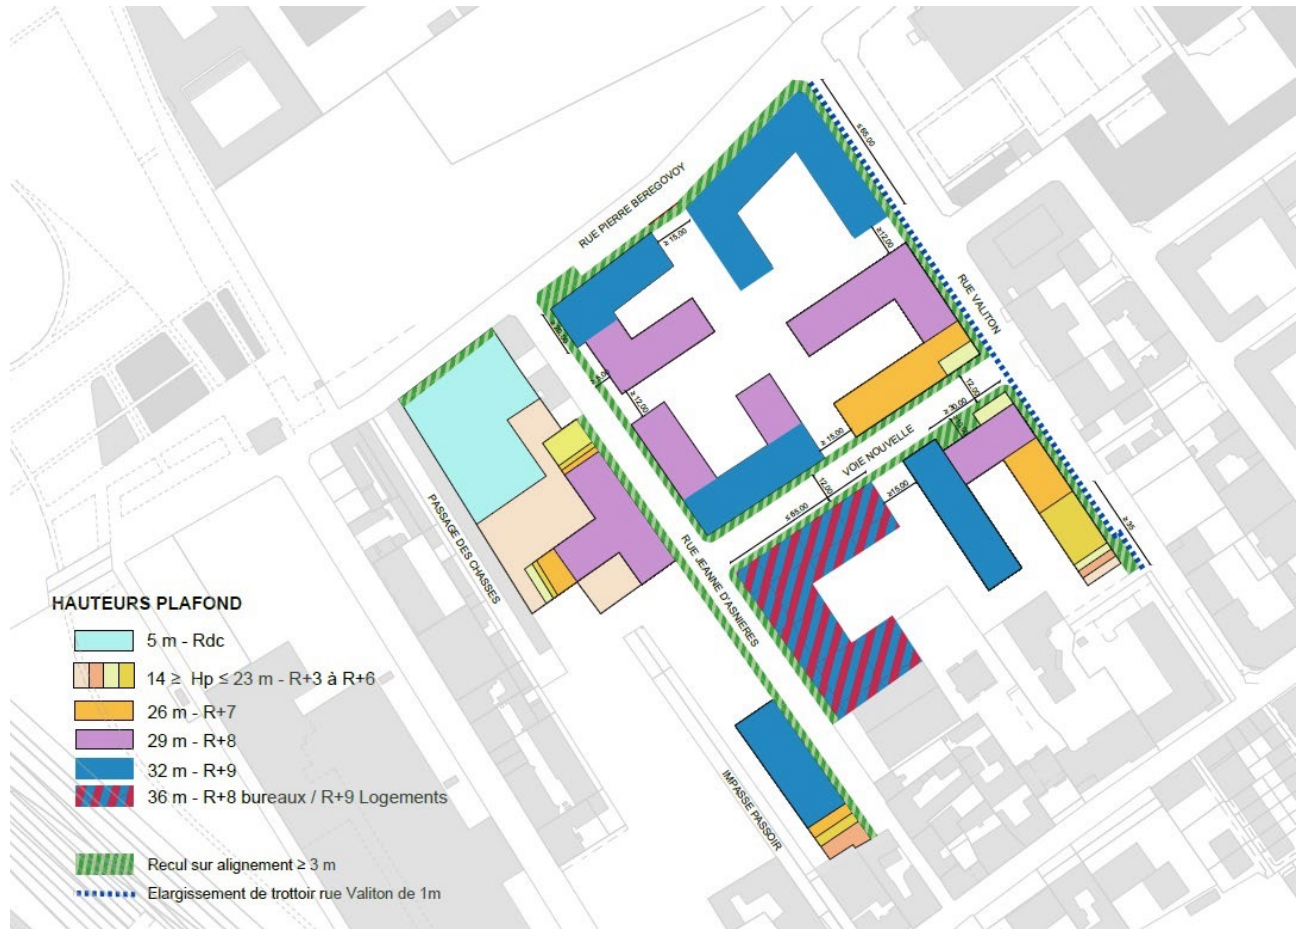 ≤ 65,00
RUE PIERRE BEREGOVOY
≥ 15,00
≥12,00
RUE VALITON
≥ 12,00
12,00
≥ 30,00
≥ 15,00
VOIE NOUVELLE
12,00
≥15,00
≤ 65,00
≥ 35
PASSAGE DES CHASSES
RUE JEANNE D'ASNIERES
IMPASSE PASSOIR
HAUTEURS PLAFOND
5 m - Rdc
14 ≥ Hp ≤ 23 m - R+3 à R+6
26 m - R+7
29 m - R+8
32 m - R+9
36 m - R+8 bureaux / R+9 Logements
Recul sur alignement ≥ 3 m
Elargissement de trottoir rue Valiton de 1m